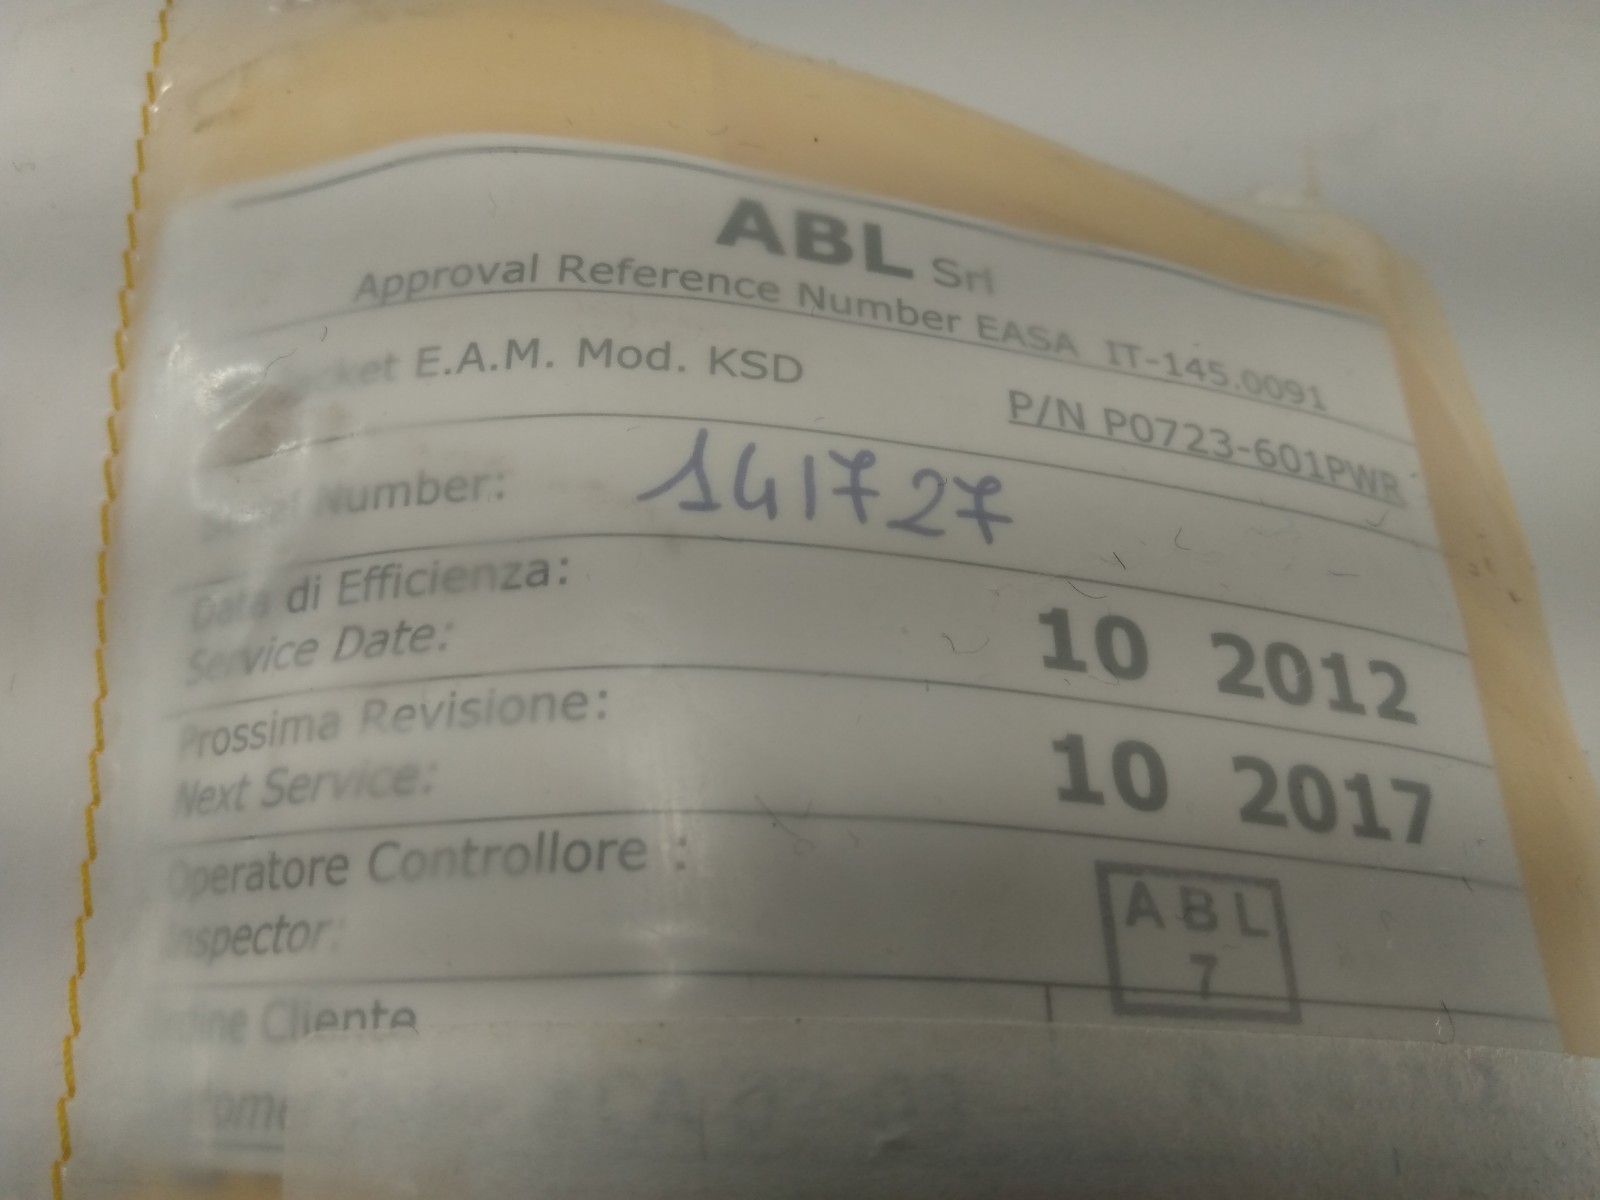 ABL Srl
Approval Reference Number EASA IT-145.0091
E.A.M. Mod. KSD P/N P0723-601PWR
Number: 141727
Data di Efficienza:
Service Date: 10 2012
Prossima Revisione:
Next Service: 10 2017
Operatore Controllore :
Inspector:
ABL
7
Cliente